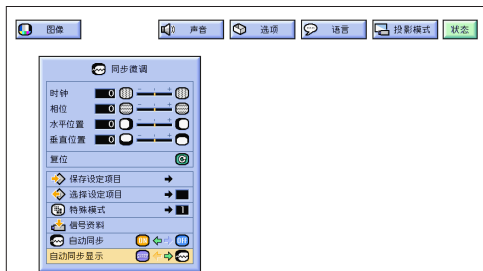 图像 声音 选项 语言 投影模式 状态
同步微调
时钟 0
相位 0
水平位置 0
垂直位置 0
复位
保存设定项目
选择设定项目
特殊模式 1
信号资料
自动同步 ON OFF
自动同步显示